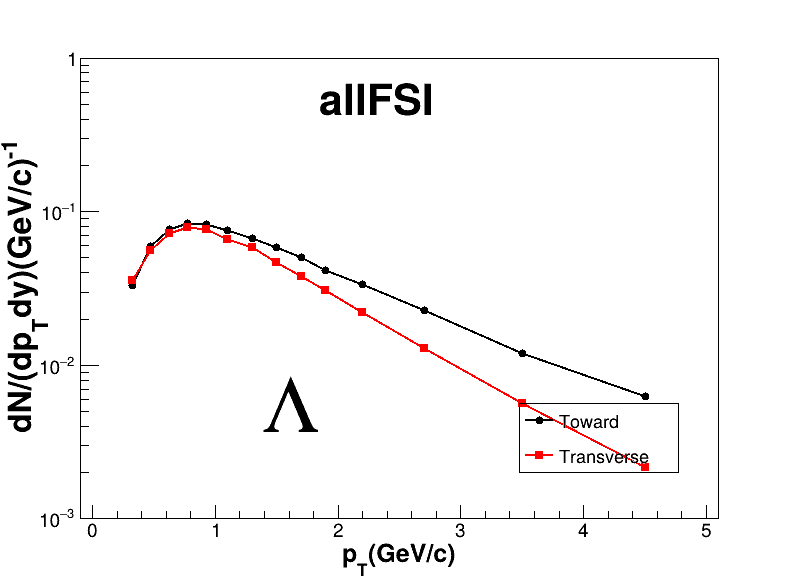 allFSI
dN/(dp_T dy)(GeV/c)^-1
1
10^-1
10^-2
10^-3
Λ
Toward
Transverse
0 1 2 3 4 5
p_T(GeV/c)